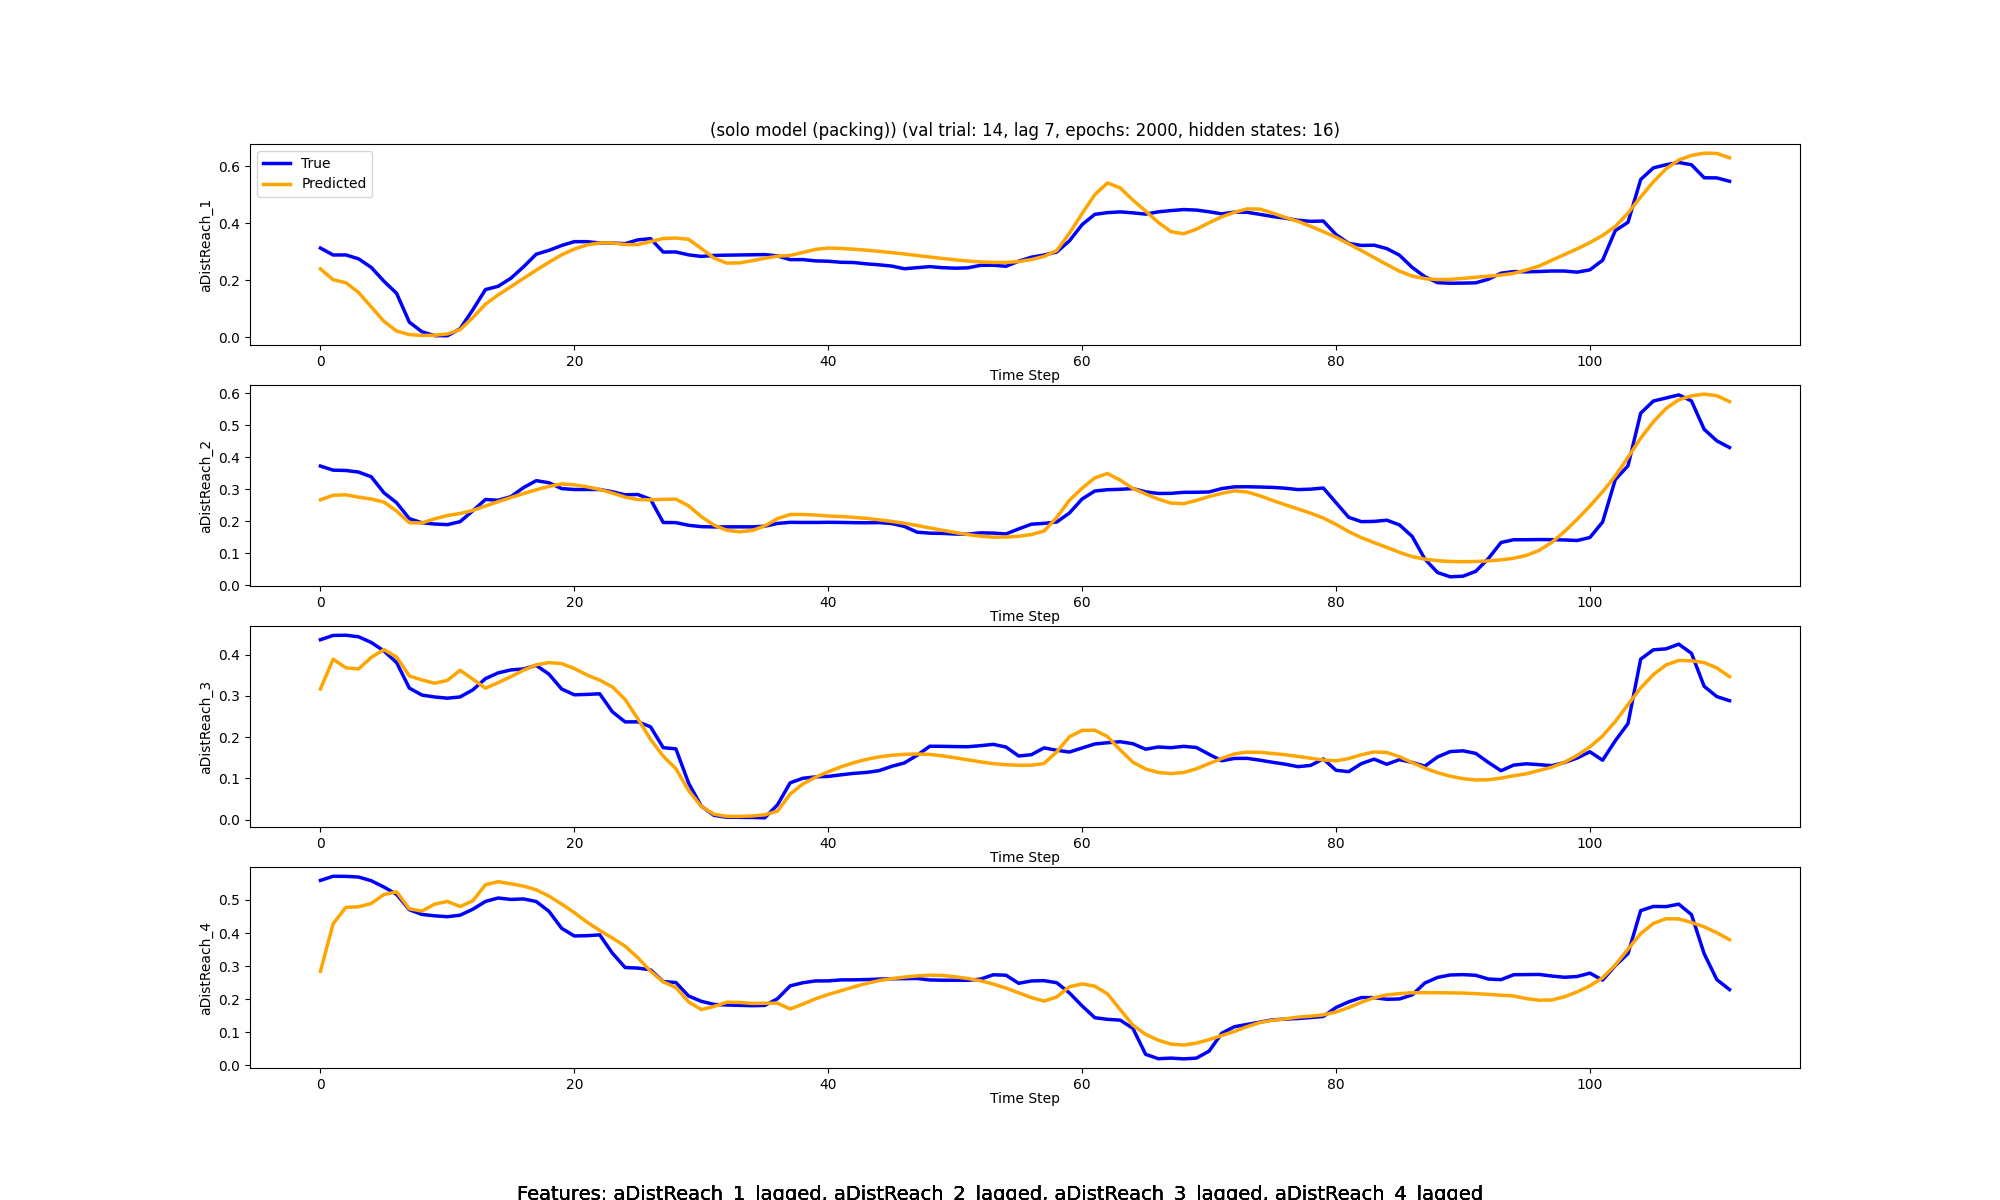 (solo model (packing)) (val trial: 14, lag 7, epochs: 2000, hidden states: 16)
True
Predicted
aDistReach_1
0.6
0.4
0.2
0.0
0 20 40 60 80 100
Time Step
aDistReach_2
0.6
0.5
0.4
0.3
0.2
0.1
0.0
0 20 40 60 80 100
Time Step
aDistReach_3
0.4
0.3
0.2
0.1
0.0
0 20 40 60 80 100
Time Step
aDistReach_4
0.5
0.4
0.3
0.2
0.1
0.0
0 20 40 60 80 100
Time Step
Features: aDistReach_1_lagged, aDistReach_2_lagged, aDistReach_3_lagged, aDistReach_4_lagged